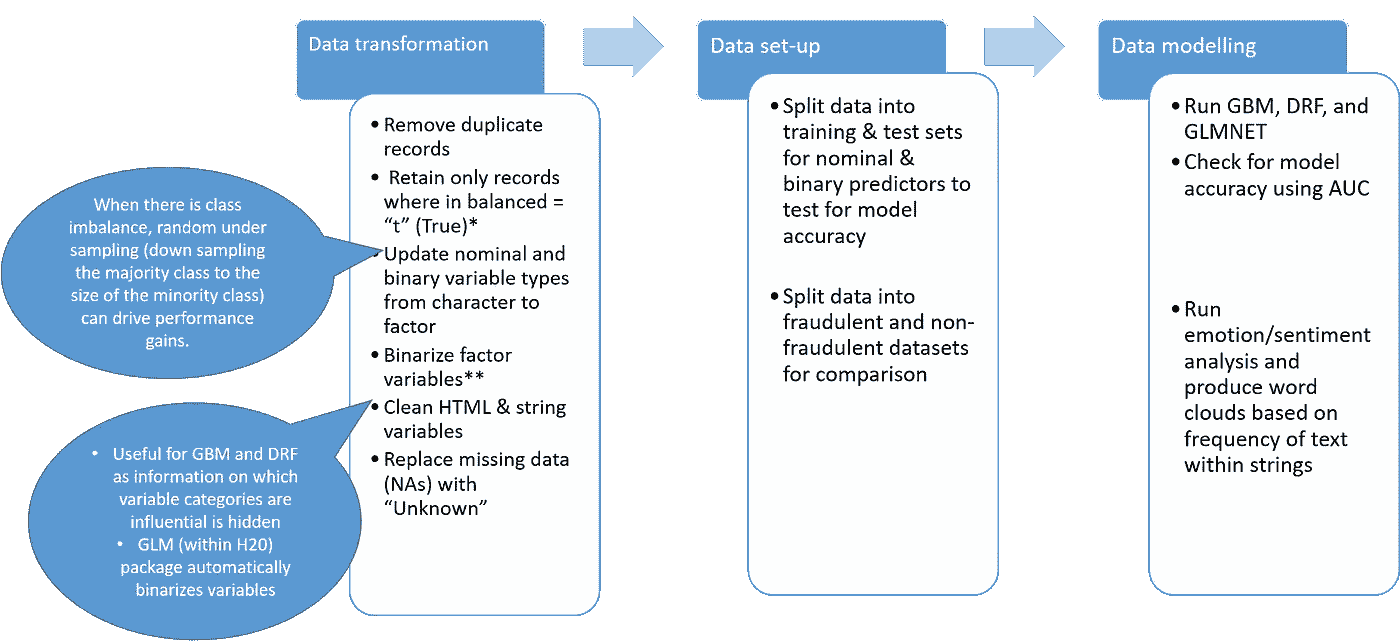 Data transformation
• Remove duplicate
records
• Retain only records
where in balanced =
“t” (True)*
• Update nominal and
binary variable types
from character to
factor
• Binarize factor
variables**
• Clean HTML & string
variables
• Replace missing data
(NAs) with
“Unknown”
When there is class
imbalance, random under
sampling (down sampling
the majority class to the
size of the minority class)
can drive performance
gains.
• Useful for GBM and DRF
as information on which
variable categories are
influential is hidden
• GLM (within H20)
package automatically
binarizes variables
Data set-up
• Split data into
training & test sets
for nominal &
binary predictors to
test for model
accuracy
• Split data into
fraudulent and non-
fraudulent datasets
for comparison
Data modelling
• Run GBM, DRF, and
GLMNET
• Check for model
accuracy using AUC
• Run
emotion/sentiment
analysis and
produce word
clouds based on
frequency of text
within strings